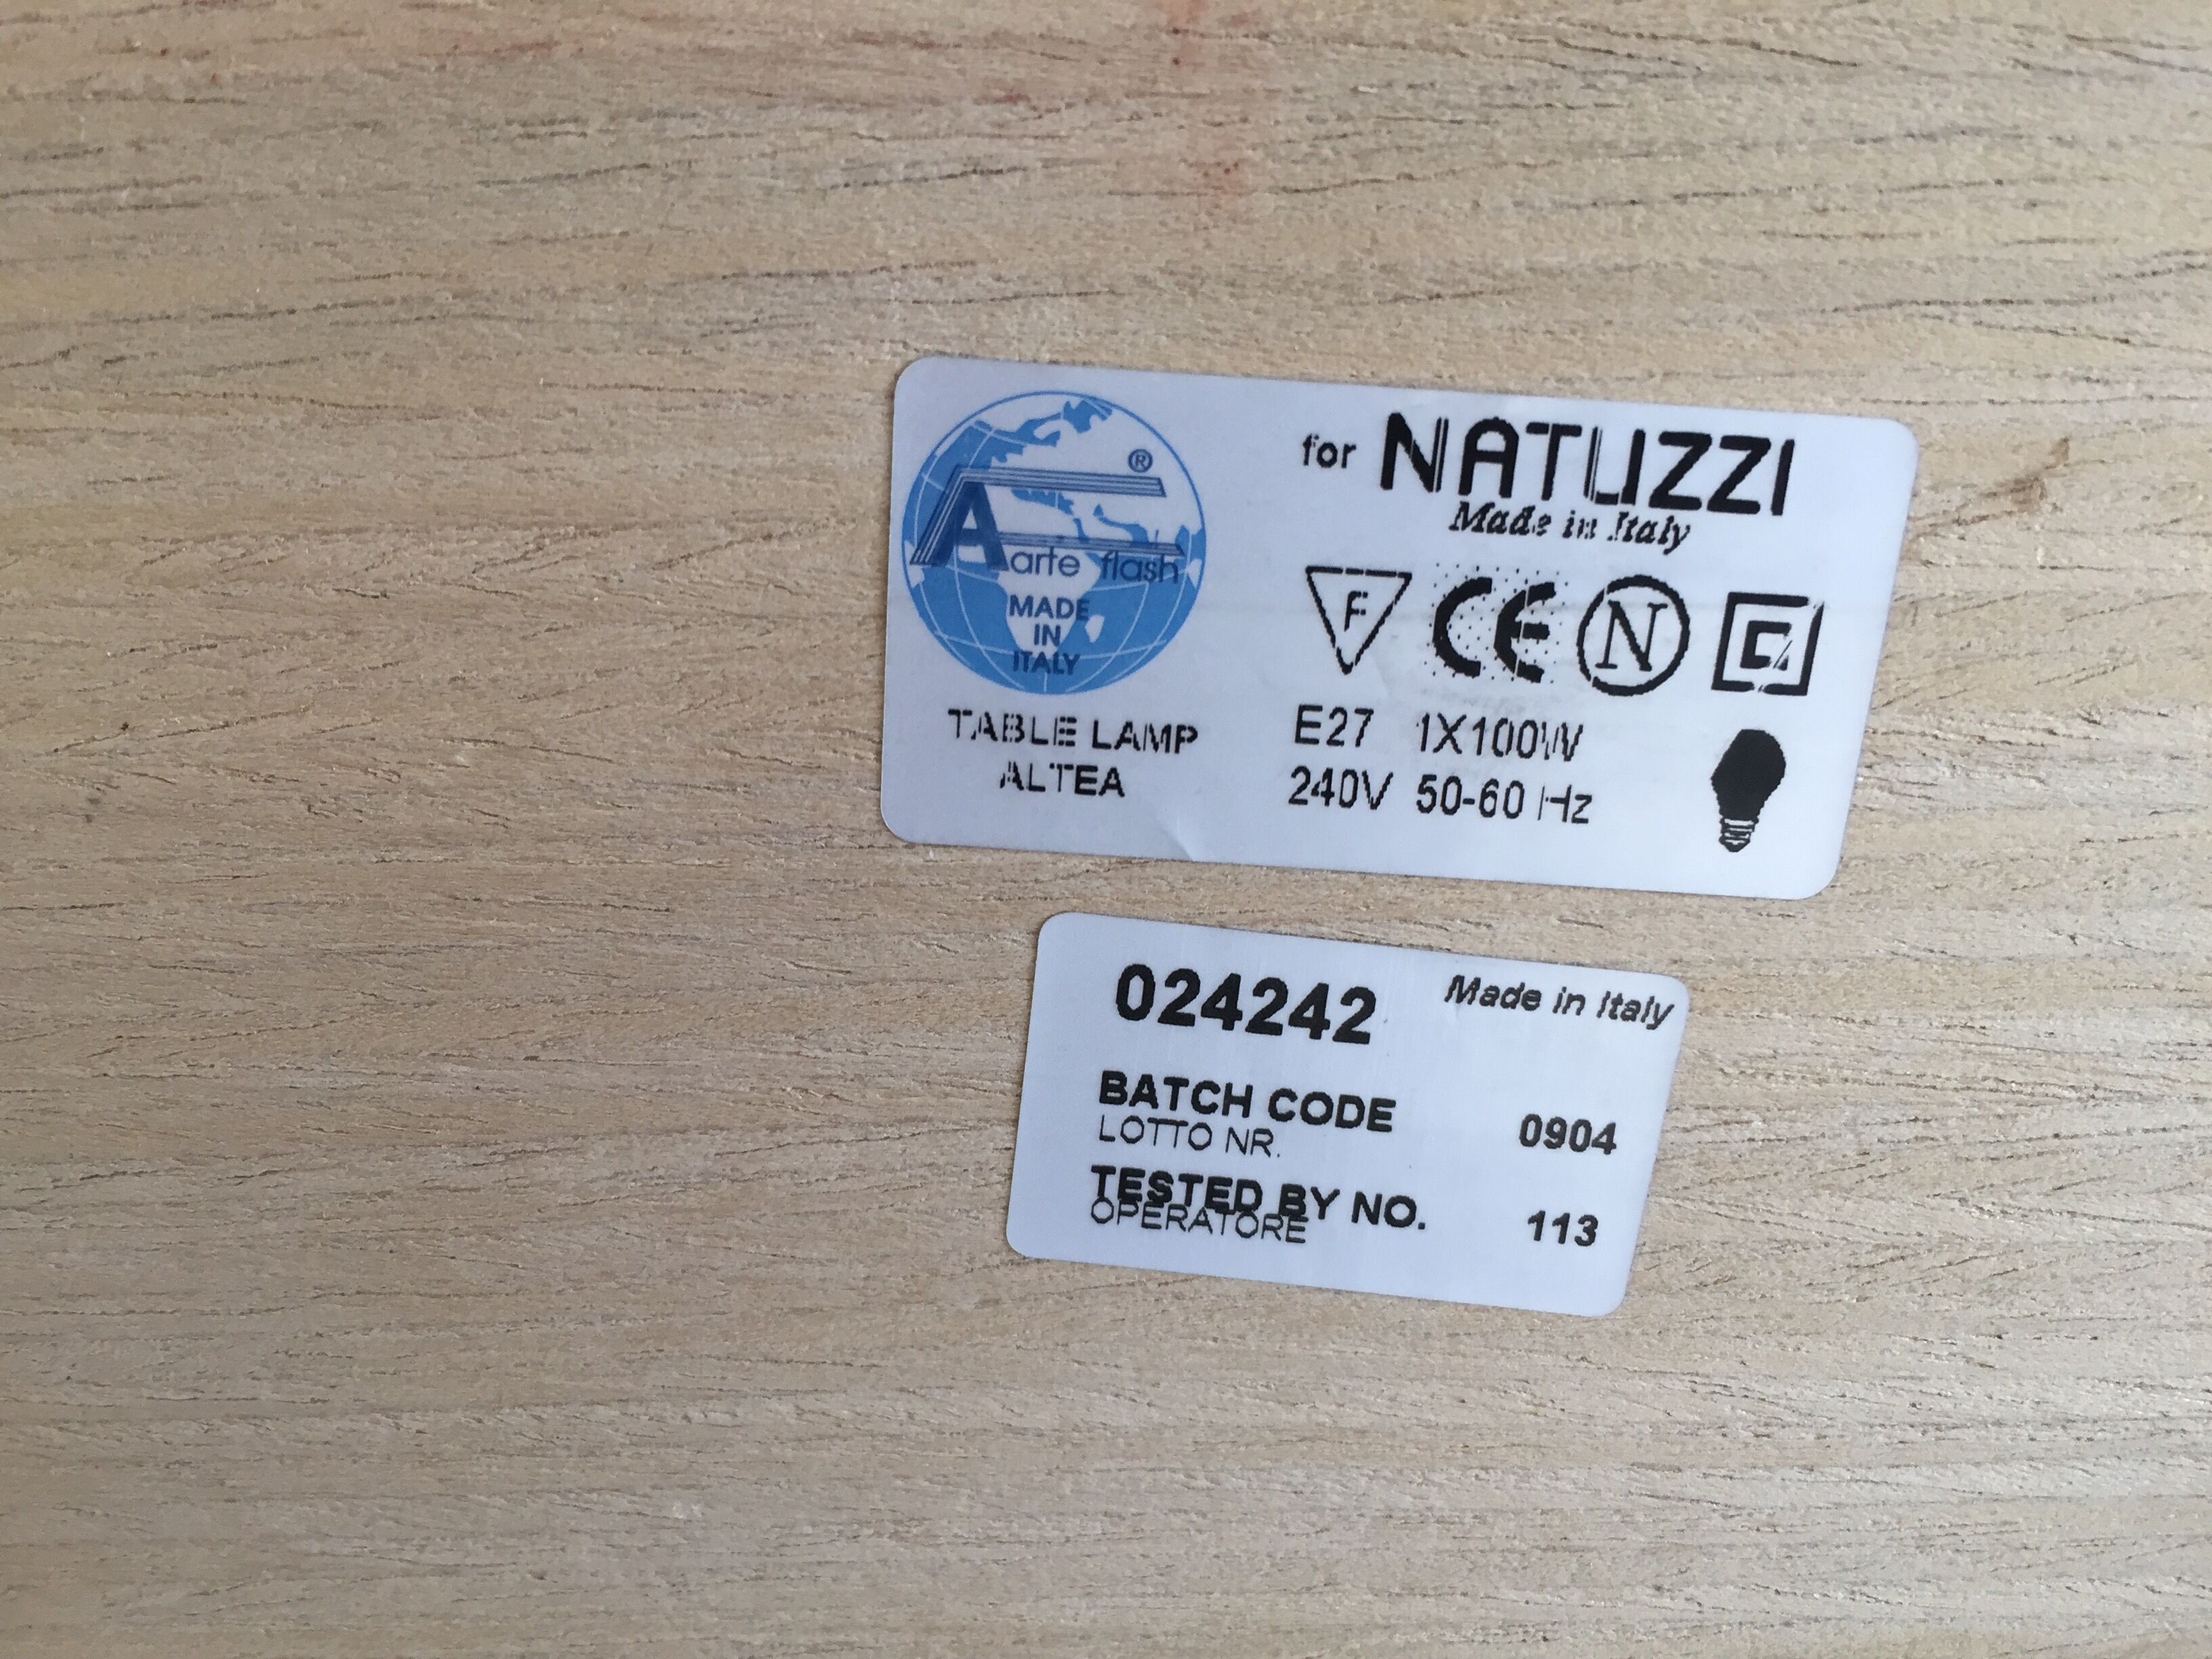 ®
A arte flash
MADE
IN
ITALY
TABLE LAMP
ALTEA
for NATUZZI
Made in Italy
F CE N
E27 1X100W
240V 50-60 Hz
024242 Made in Italy
BATCH CODE 0904
LOTTO NR.
TESTED BY NO. 113
OPERATORE